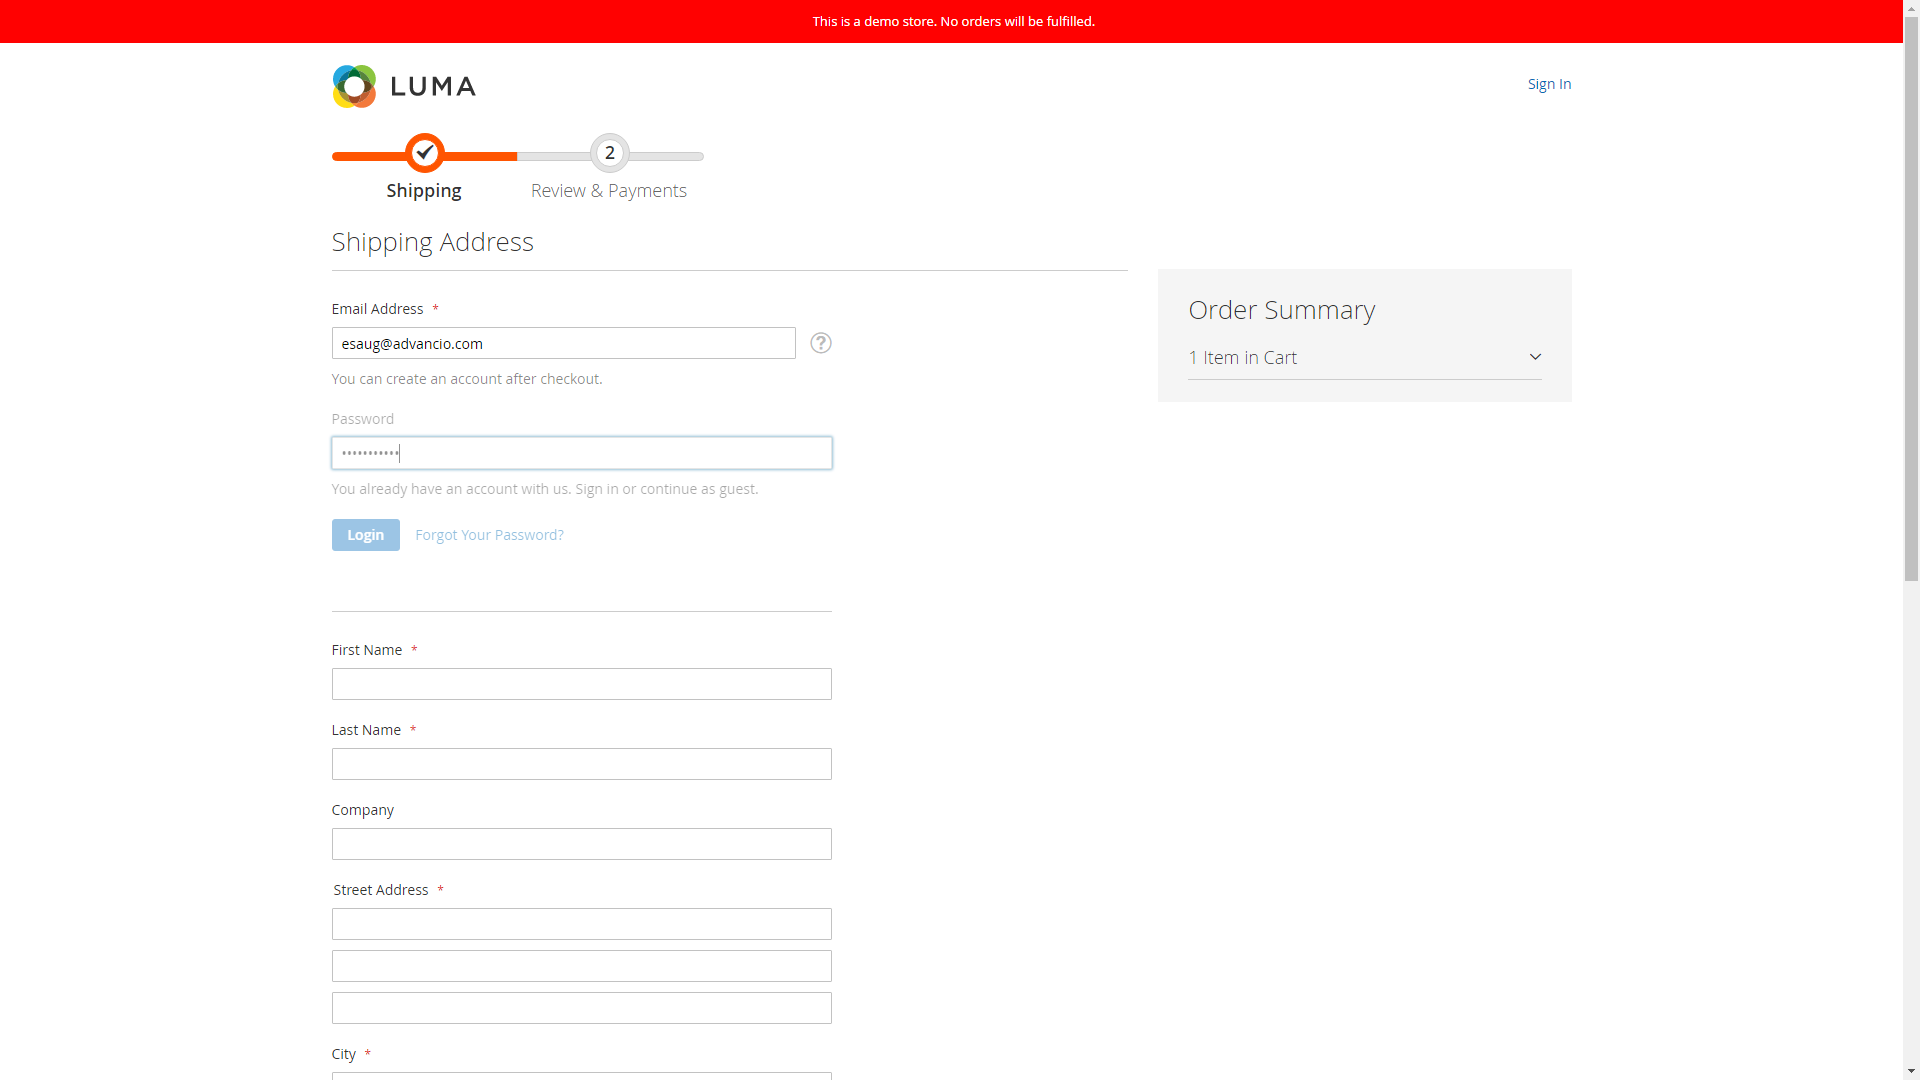 This is a demo store. No orders will be fulfilled.
LUMA
Sign In
2
Shipping
Review & Payments
Shipping Address
Email Address *
esaug@advancio.com
?
You can create an account after checkout.
Password
•••••••••••
You already have an account with us. Sign in or continue as guest.
Login
Forgot Your Password?
Order Summary
1 Item in Cart
First Name *
Last Name *
Company
Street Address *
City *